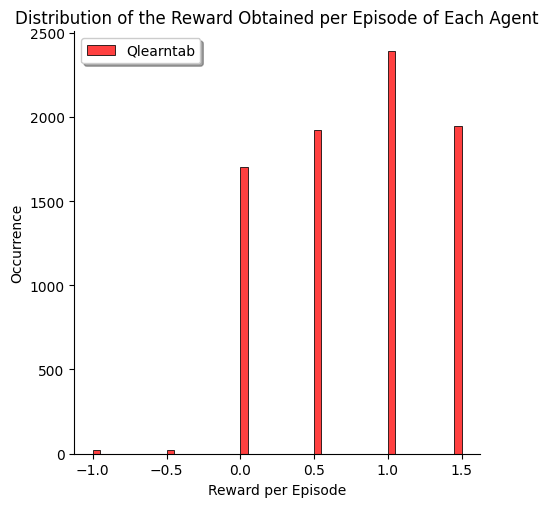 Distribution of the Reward Obtained per Episode of Each Agent
Qlearntab
2500
2000
1500
1000
500
0
Occurrence
−1.0 −0.5 0.0 0.5 1.0 1.5
Reward per Episode